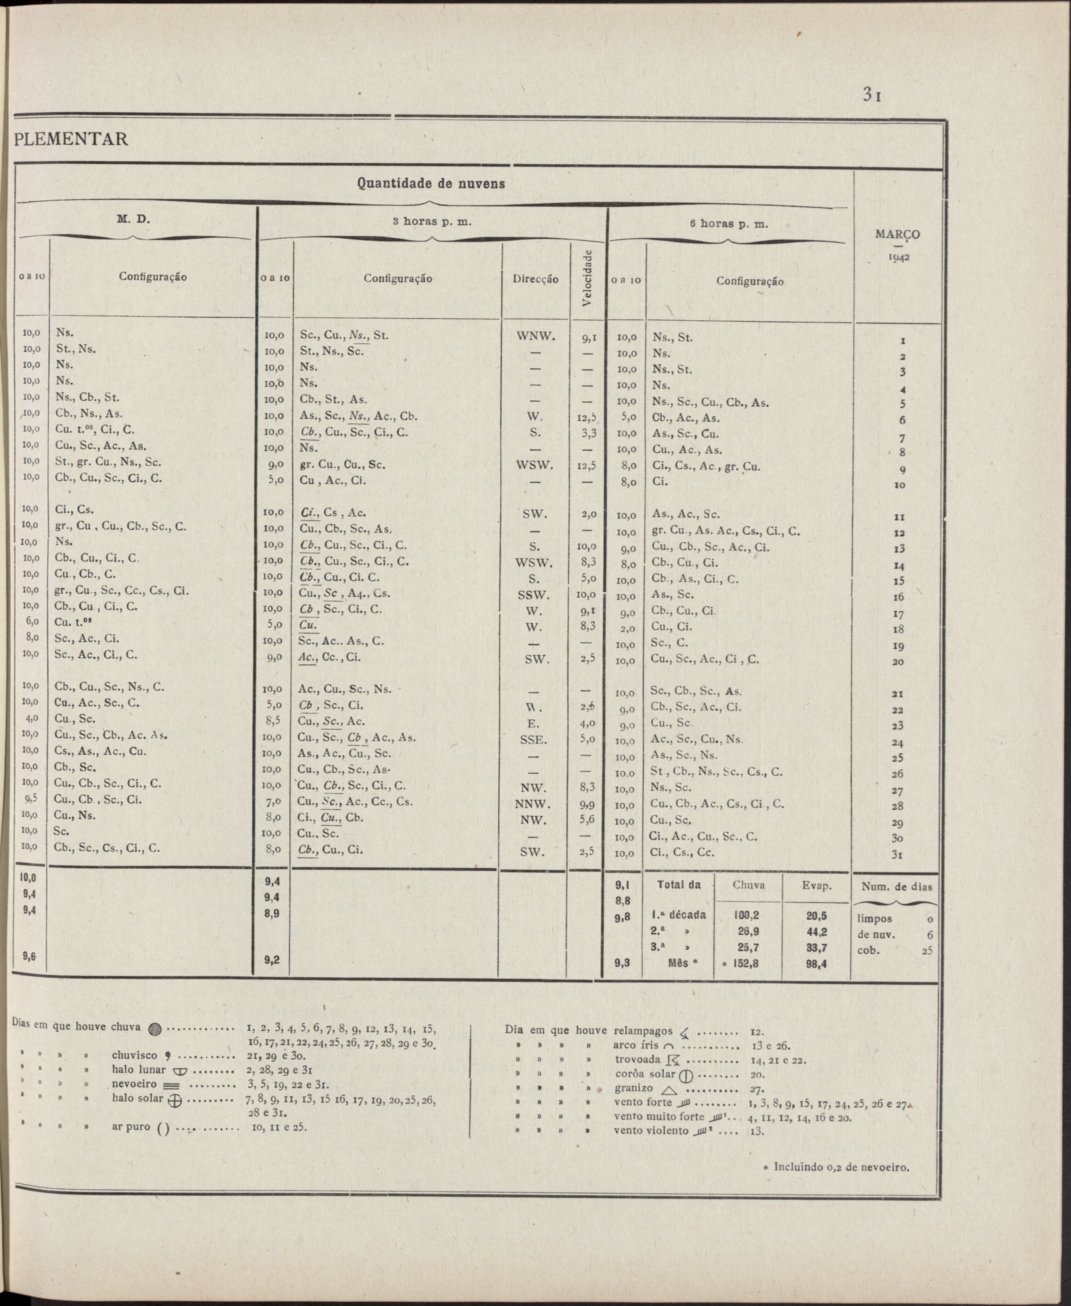 31
PLEMENTAR
Quantidade de nuvens
M. D.
3 horas p. m.
6 horas p. m.
MARÇO
—
1942
0 a 10 Configuração 0 a 10 Configuração Direcção Velocidade 0 a 10 Configuração
10,0 Ns. 10,0 Sc., Cu., Ns., St. WNW. 9,1 10,0 Ns., St. 1
10,0 St., Ns. 10,0 St., Ns., Sc. — — 10,0 Ns. 2
10,0 Ns. 10,0 Ns. — — 10,0 Ns., St. 3
10,0 Ns. 10,0 Ns. — — 10,0 Ns. 4
10,0 Ns., Cb., St. 10,0 Cb., St., As. — — 10,0 Ns., Sc., Cu., Cb., As. 5
10,0 Cb., Ns., As. 10,0 As., Sc., Ns., Ac., Cb. W. 12,5 5,0 Cb., Ac., As. 6
10,0 Cu. t.os, Ci., C. 10,0 Cb., Cu., Sc., Ci., C. S. 3,3 10,0 As., Sc., Cu. 7
10,0 Cu., Sc., Ac., As. 10,0 Ns. — — 10,0 Cu., Ac., As. 8
10,0 St., gr. Cu., Ns., Sc. 9,0 gr. Cu., Cu., Sc. WSW. 12,5 8,0 Ci., Cs., Ac., gr. Cu. 9
10,0 Cb., Cu., Sc., Ci., C. 5,0 Cu , Ac., Ci. — — 8,0 Ci. 10
10,0 Ci., Cs. 10,0 Ci., Cs , Ac. SW. 2,0 10,0 As., Ac., Sc. 11
10,0 gr., Cu , Cu., Cb., Sc., C. 10,0 Cu., Cb., Sc., As. — — 10,0 gr. Cu., As. Ac., Cs., Ci., C. 12
10,0 Ns. 10,0 Cb., Cu., Sc., Ci., C. S. 10,0 9,0 Cu., Cb., Sc., Ac., Ci. 13
10,0 Cb., Cu., Ci., C. 10,0 Cb., Cu., Sc., Ci., C. WSW. 8,3 8,0 Cb., Cu., Ci. 14
10,0 Cu., Cb., C. 10,0 Cb., Cu., Ci. C. S. 5,0 10,0 Cb., As., Ci., C. 15
10,0 gr., Cu., Sc., Cc., Cs., Ci. 10,0 Cu., Sc , A4., Cs. SSW. 10,0 10,0 As., Sc. 16
10,0 Cb., Cu , Ci., C. 10,0 Cb , Sc., Ci., C. W. 9,1 9,0 Cb., Cu., Ci. 17
6,0 Cu. t.os 5,0 Cu. W. 8,3 2,0 Cu., Ci. 18
8,0 Sc., Ac., Ci. 10,0 Sc., Ac.. As., C. — — 10,0 Sc., C. 19
10,0 Sc., Ac., Ci., C. 9,0 Ac., Cc., Ci. SW. 2,5 10,0 Cu., Sc., Ac., Ci , C. 20
10,0 Cb., Cu., Sc., Ns., C. 10,0 Ac., Cu., Sc., Ns. — — 10,0 Sc., Cb., Sc., As. 21
10,0 Cu., Ac., Sc., C. 5,0 Cb , Sc., Ci. 2,6 9,0 Cb., Sc., Ac., Ci. 22
4,0 Cu., Sc. 8,5 Cu., Sc., Ac. E. 4,0 9,0 Cu., Sc. 23
10,0 Cu., Sc., Cb., Ac. As. 10,0 Cu., Sc., Cb , Ac., As. SSE. 5,0 10,0 Ac., Sc., Cu., Ns. 24
10,0 Cs., As., Ac., Cu. 10,0 As., Ac., Cu., Sc. — — 10,0 As., Sc., Ns. 25
10,0 Cb., Sc. 10,0 Cu., Cb., Sc., As. — — 10.0 St , Cb., Ns., Sc., Cs., C. 26
10,0 Cu., Cb., Sc., Ci., C. 10,0 Cu., Cb., Sc., Ci., C. NW. 8,3 10,0 Ns., Sc. 27
9,5 Cu., Cb., Sc., Ci. 7,0 Cu., Sc., Ac., Cc., Cs. NNW. 9,9 10,0 Cu., Cb., Ac., Cs., Ci , C. 28
10,0 Cu., Ns. 8,0 Ci., Cu., Cb. NW. 5,6 10,0 Cu., Sc. 29
10,0 Sc. 10,0 Cu., Sc. — — 10,0 Ci., Ac., Cu., Sc., C. 30
10,0 Cb., Sc., Cs., Ci., C. 8,0 Cb., Cu., Ci. SW. 2,5 10,0 Ci., Cs., Cc. 31
10,0 9,4 9,1 Total da Chuva Evap. Num. de dias
9,4 9,4 8,8
9,4 8,9 9,8 1.ª década 100,2 20,5 limpos 0
2.ª » 26,9 44,2 de nuv. 6
3.ª » 25,7 33,7 cob. 25
9,6 9,2 9,3 Mês * * 152,8 98,4
Dias em que houve chuva ............ 1, 2, 3, 4, 5, 6, 7, 8, 9, 12, 13, 14, 15,
16, 17, 21, 22, 24, 25, 26, 27, 28, 29 e 30.
» » » » chuvisco ........... 21, 29 e 30.
» » » » halo lunar ........ 2, 28, 29 e 31
» » » » nevoeiro ......... 3, 5, 19, 22 e 31.
» » » » halo solar ......... 7, 8, 9, 11, 13, 15 16, 17, 19, 20, 25, 26,
28 e 31.
» » » » ar puro ( ) ........... 10, 11 e 25.
Dia em que houve relampagos ........ 12.
» » » » arco íris ........... 13 e 26.
» » » » trovoada .......... 14, 21 e 22.
» » » » corôa solar ........ 20.
» » » » granizo .......... 27.
» » » » vento forte ........ 1, 3, 8, 9, 15, 17, 24, 25, 26 e 27.
» » » » vento muito forte ... 4, 11, 12, 14, 16 e 20.
» » » » vento violento .... 13.
* Incluìndo 0,2 de nevoeiro.